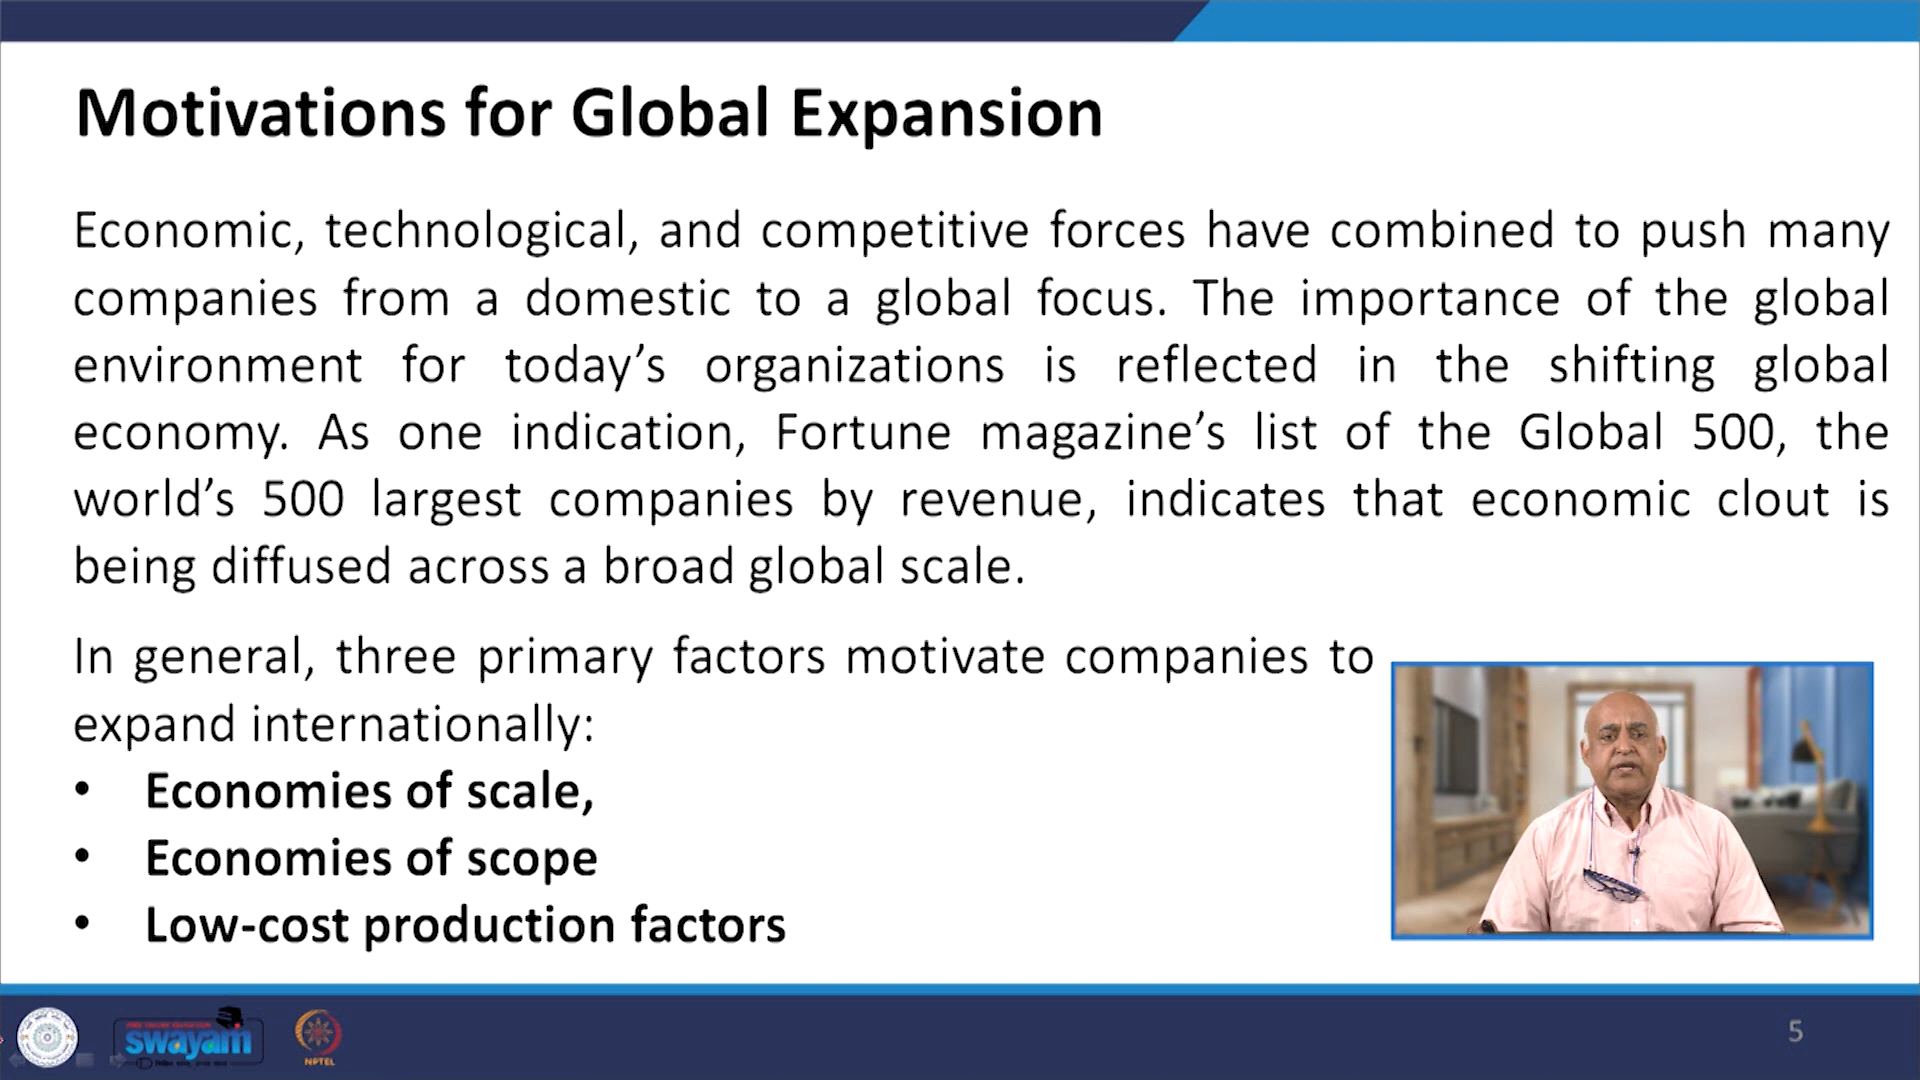 Motivations for Global Expansion
Economic, technological, and competitive forces have combined to push many
companies from a domestic to a global focus. The importance of the global
environment for today’s organizations is reflected in the shifting global
economy. As one indication, Fortune magazine’s list of the Global 500, the
world’s 500 largest companies by revenue, indicates that economic clout is
being diffused across a broad global scale.
In general, three primary factors motivate companies to
expand internationally:
• Economies of scale,
• Economies of scope
• Low-cost production factors
swayam
NPTEL
5